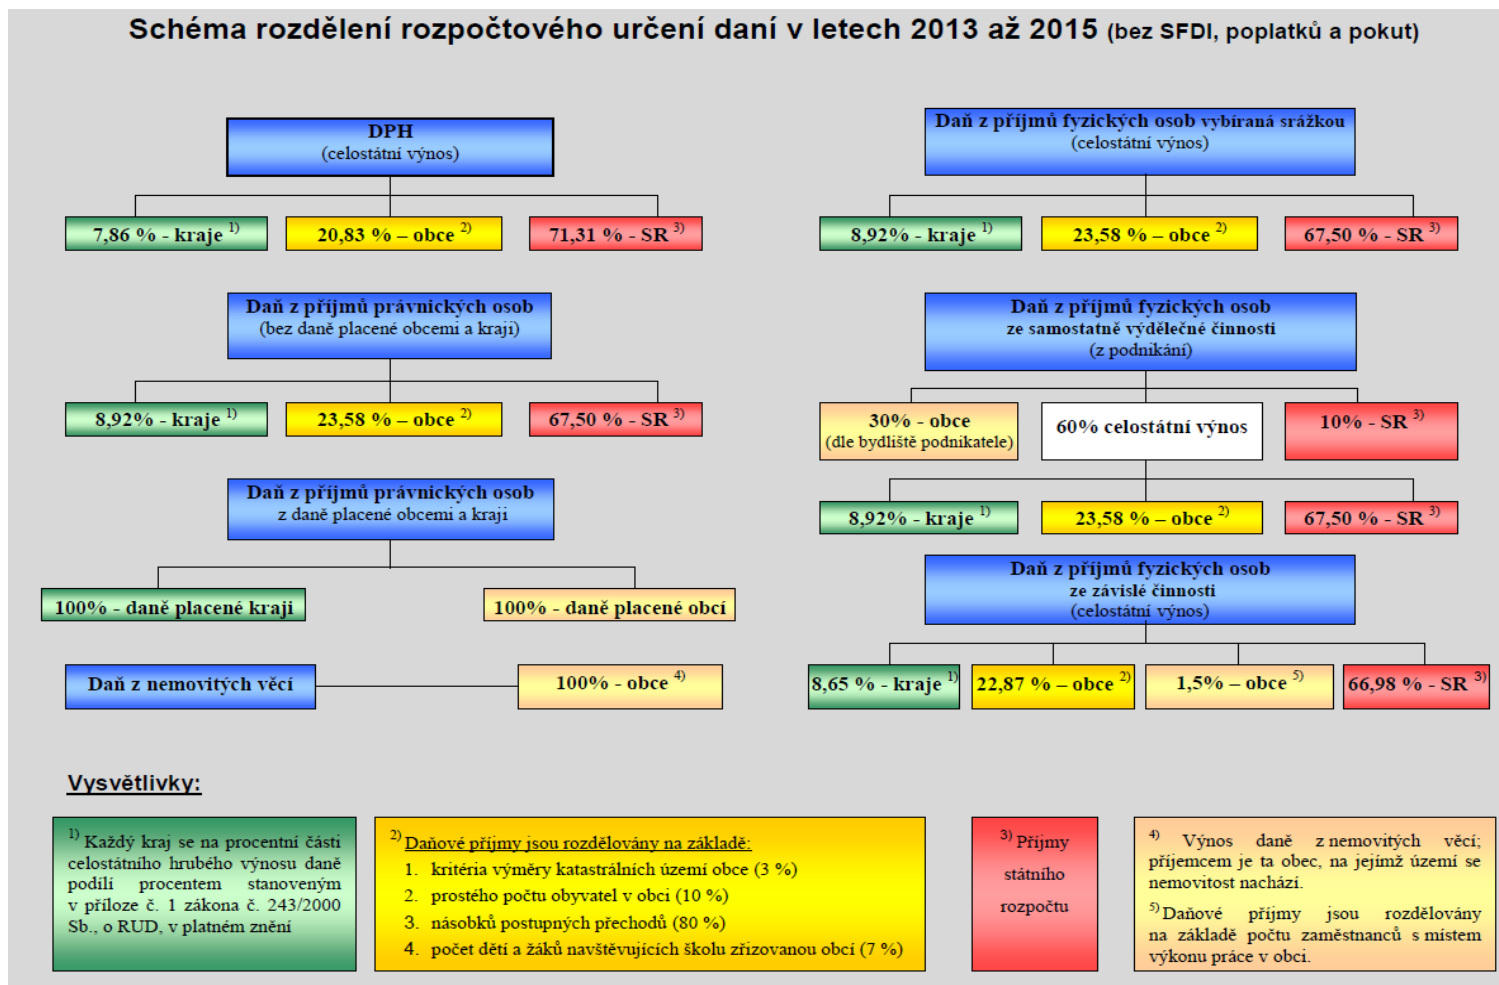 Schéma rozdělení rozpočtového určení daní v letech 2013 až 2015 (bez SFDI, poplatků a pokut)
DPH
(celostátní výnos)
7,86 % - kraje 1)
20,83 % – obce 2)
71,31 % - SR 3)
Daň z příjmů právnických osob
(bez daně placené obcemi a kraji)
8,92% - kraje 1)
23,58 % – obce 2)
67,50 % - SR 3)
Daň z příjmů právnických osob
z daně placené obcemi a kraji
100% - daně placené kraji
100% - daně placené obcí
Daň z nemovitých věcí
100% - obce 4)
Daň z příjmů fyzických osob vybíraná srážkou
(celostátní výnos)
8,92% - kraje 1)
23,58 % – obce 2)
67,50 % - SR 3)
Daň z příjmů fyzických osob
ze samostatně výdělečné činnosti
(z podnikání)
30% - obce
(dle bydliště podnikatele)
60% celostátní výnos
10% - SR 3)
8,92% - kraje 1)
23,58 % – obce 2)
67,50 % - SR 3)
Daň z příjmů fyzických osob
ze závislé činnosti
(celostátní výnos)
8,65 % - kraje 1)
22,87 % – obce 2)
1,5% – obce 5)
66,98 % - SR 3)
Vysvětlivky:
1) Každý kraj se na procentní části
celostátního hrubého výnosu daně
podílí procentem stanoveným
v příloze č. 1 zákona č. 243/2000
Sb., o RUD, v platném znění
2) Daňové příjmy jsou rozdělovány na základě:
1. kritéria výměry katastrálních území obce (3 %)
2. prostého počtu obyvatel v obci (10 %)
3. násobků postupných přechodů (80 %)
4. počet dětí a žáků navštěvujících školu zřizovanou obcí (7 %)
3) Příjmy
státního
rozpočtu
4) Výnos daně z nemovitých věcí;
příjemcem je ta obec, na jejímž území se
nemovitost nachází.
5) Daňové příjmy jsou rozdělovány
na základě počtu zaměstnanců s místem
výkonu práce v obci.